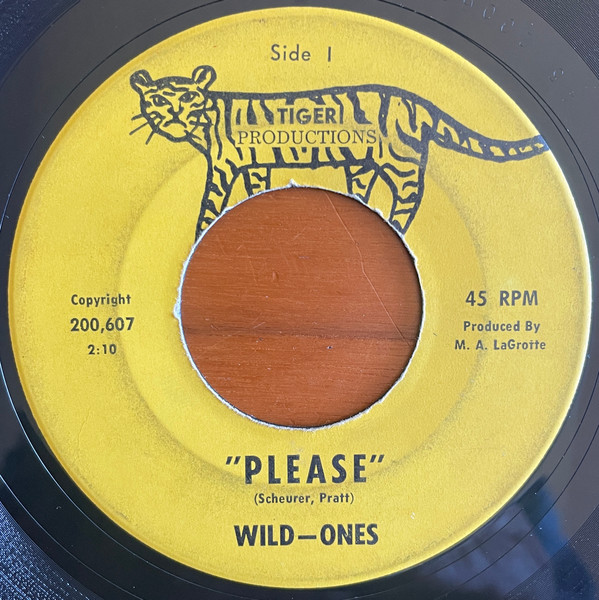 Side 1
TIGER
PRODUCTIONS
Copyright
200,607
2:10
45 RPM
Produced By
M. A. LaGrotte
"PLEASE"
(Scheurer, Pratt)
WILD—ONES